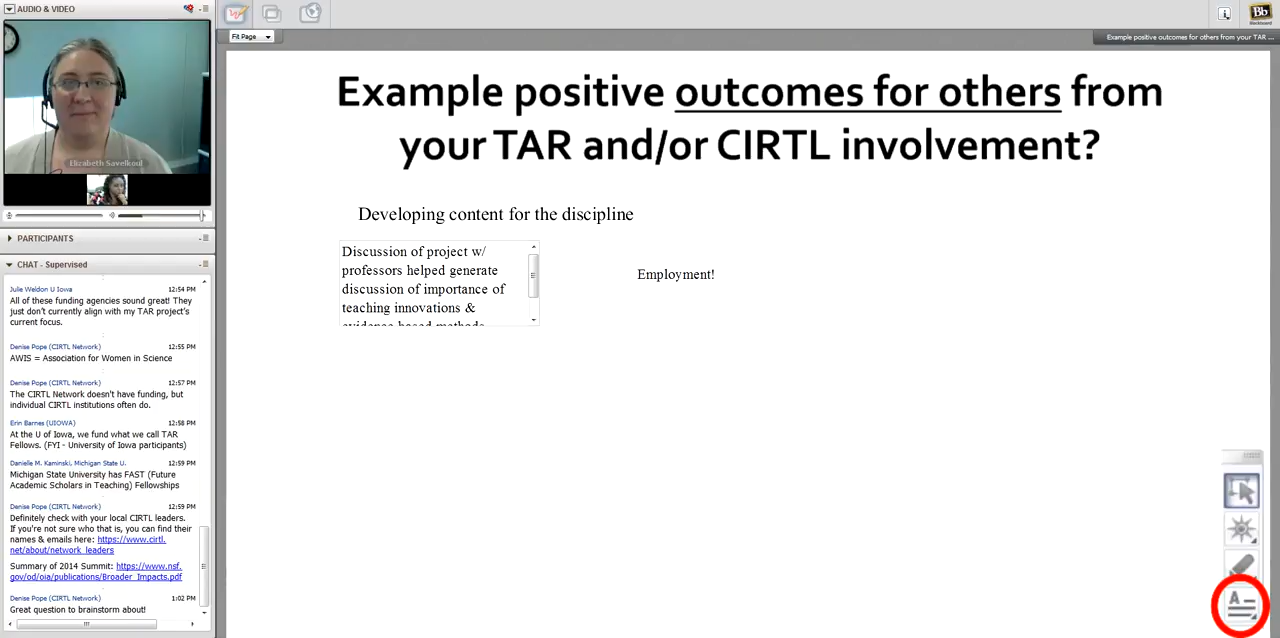 AUDIO & VIDEO
Elizabeth Savelkoul
PARTICIPANTS
CHAT - Supervised
Julie Weldon U Iowa 12:54 PM
All of these funding agencies sound great! They
just don't currently align with my TAR project's
current focus.
Denise Pope (CIRTL Network) 12:55 PM
AWIS = Association for Women in Science
Denise Pope (CIRTL Network) 12:57 PM
The CIRTL Network doesn't have funding, but
individual CIRTL institutions often do.
Erin Barnes (UIOWA) 12:58 PM
At the U of Iowa, we fund what we call TAR
Fellows. (FYI - University of Iowa participants)
Danielle M. Kaminski, Michigan State U. 12:59 PM
Michigan State University has FAST (Future
Academic Scholars in Teaching) Fellowships
Denise Pope (CIRTL Network) 12:59 PM
Definitely check with your local CIRTL leaders.
If you're not sure who that is, you can find their
names & emails here: https://www.cirtl.
net/about/network_leaders
Summary of 2014 Summit: https://www.nsf.
gov/od/oia/publications/Broader_Impacts.pdf
Denise Pope (CIRTL Network) 1:02 PM
Great question to brainstorm about!
Fit Page
Bb
Blackboard
Example positive outcomes for others from your TAR ...
Example positive outcomes for others from
your TAR and/or CIRTL involvement?
Developing content for the discipline
Discussion of project w/
professors helped generate
discussion of importance of
teaching innovations &
evidence based methods
Employment!
A